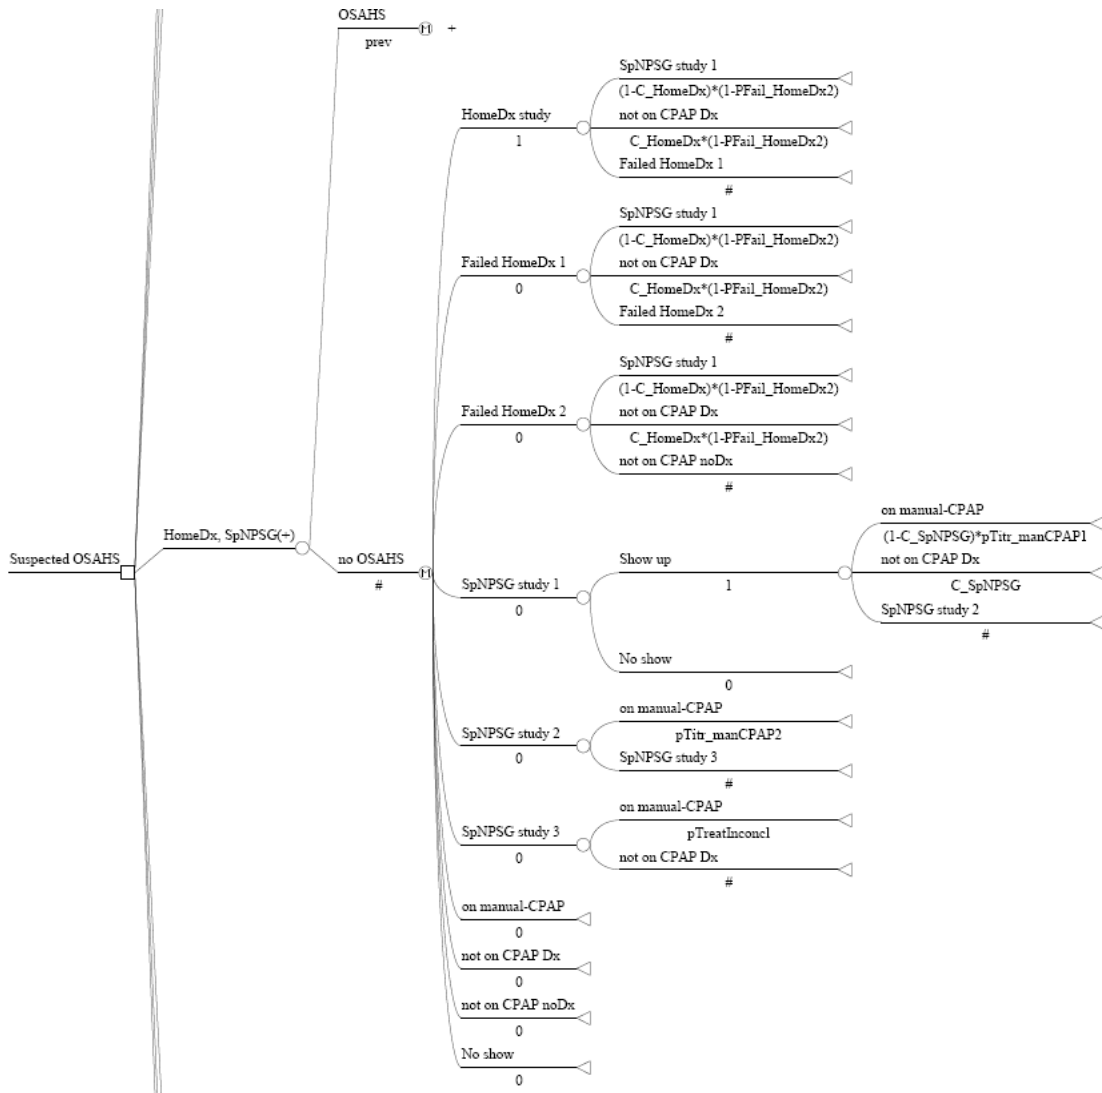 OSAHS
prev
+
SpNPSG study 1
(1-C_HomeDx)*(1-PFail_HomeDx2)
HomeDx study
1
not on CPAP Dx
C_HomeDx*(1-PFail_HomeDx2)
Failed HomeDx 1
#
SpNPSG study 1
(1-C_HomeDx)*(1-PFail_HomeDx2)
Failed HomeDx 1
0
not on CPAP Dx
C_HomeDx*(1-PFail_HomeDx2)
Failed HomeDx 2
#
SpNPSG study 1
(1-C_HomeDx)*(1-PFail_HomeDx2)
Failed HomeDx 2
0
not on CPAP Dx
C_HomeDx*(1-PFail_HomeDx2)
not on CPAP noDx
#
Suspected OSAHS
HomeDx, SpNPSG(+)
no OSAHS
#
M
M
SpNPSG study 1
0
Show up
1
on manual-CPAP
(1-C_SpNPSG)*pTitr_manCPAP1
not on CPAP Dx
C_SpNPSG
SpNPSG study 2
#
No show
0
SpNPSG study 2
0
on manual-CPAP
pTitr_manCPAP2
SpNPSG study 3
#
SpNPSG study 3
0
on manual-CPAP
pTreatInconcl
not on CPAP Dx
#
on manual-CPAP
0
not on CPAP Dx
0
not on CPAP noDx
0
No show
0